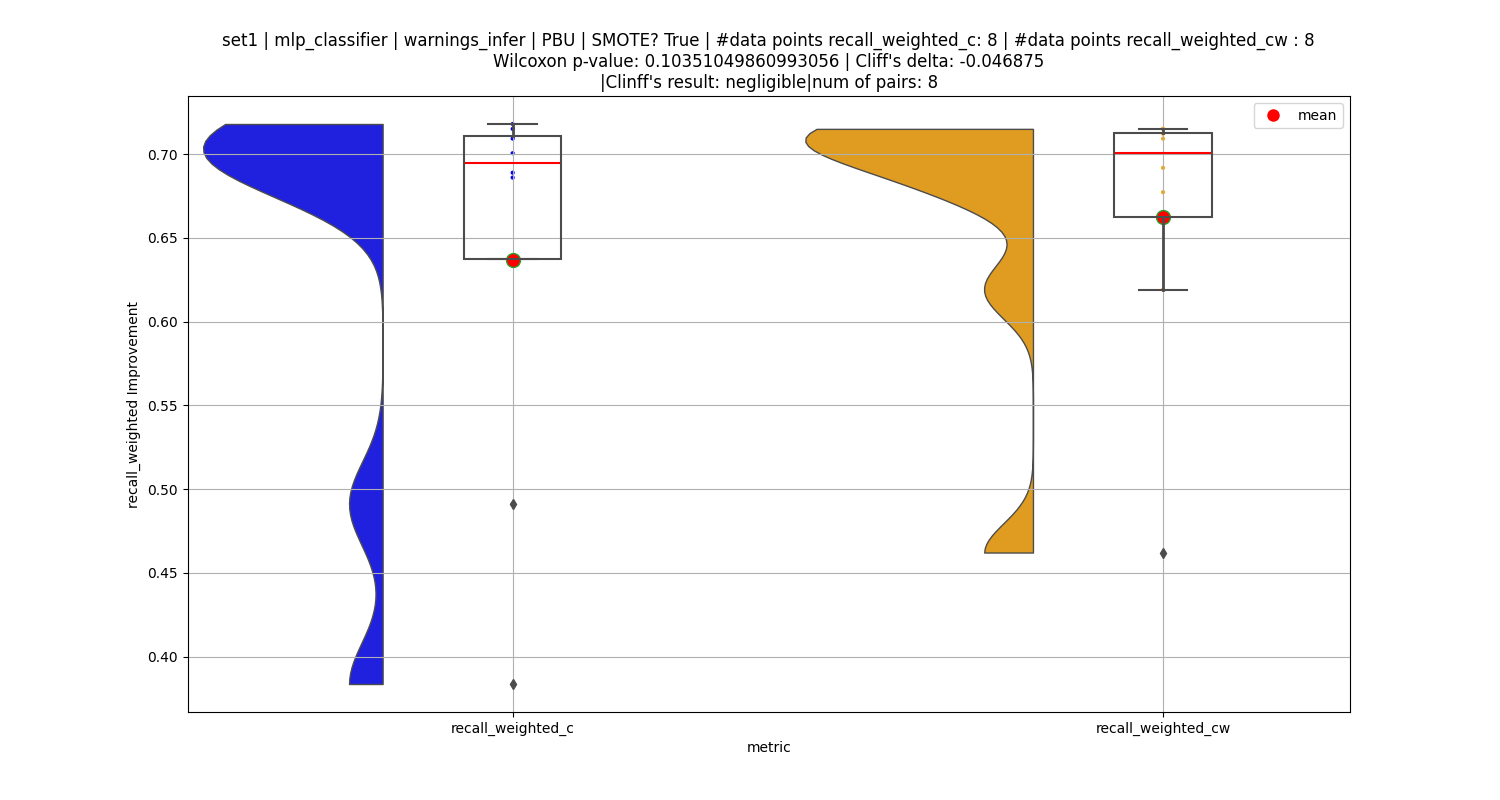 set1 | mlp_classifier | warnings_infer | PBU | SMOTE? True | #data points recall_weighted_c: 8 | #data points recall_weighted_cw : 8
Wilcoxon p-value: 0.10351049860993056 | Cliff's delta: -0.046875
|Clinff's result: negligible|num of pairs: 8
mean
0.70
0.65
0.60
0.55
0.50
0.45
0.40
recall_weighted Improvement
recall_weighted_c
recall_weighted_cw
metric